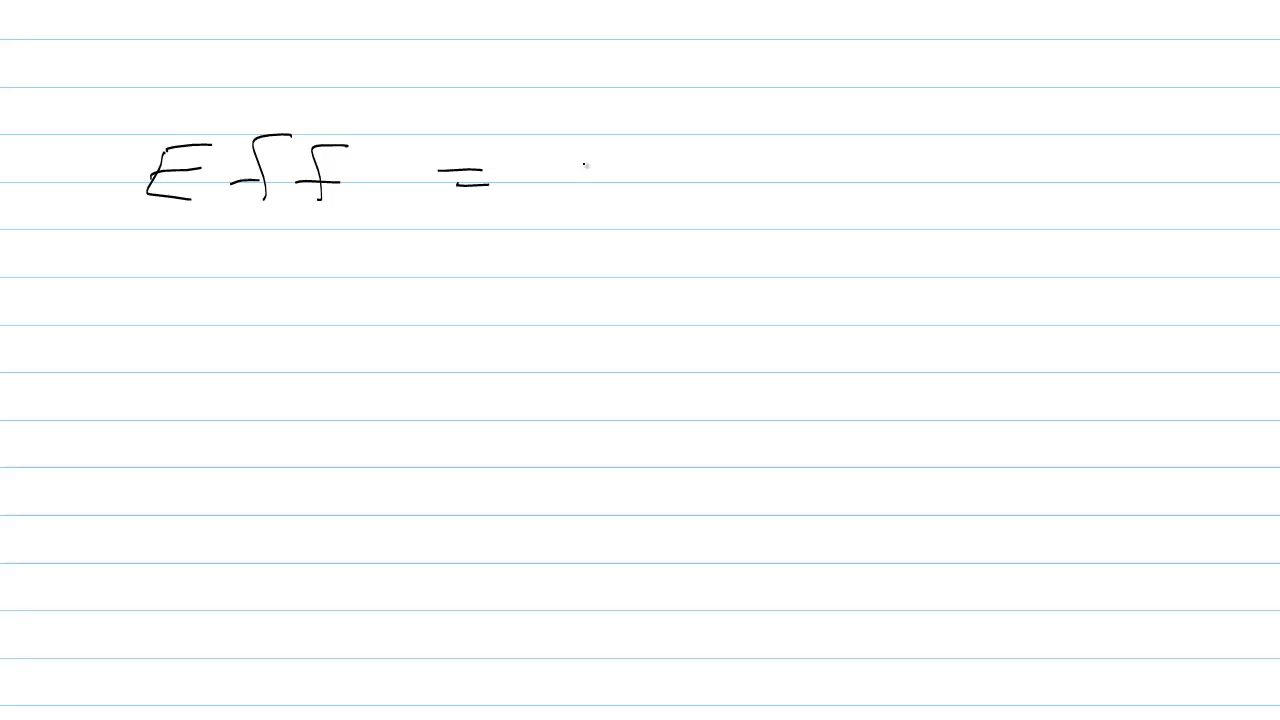 Eff =